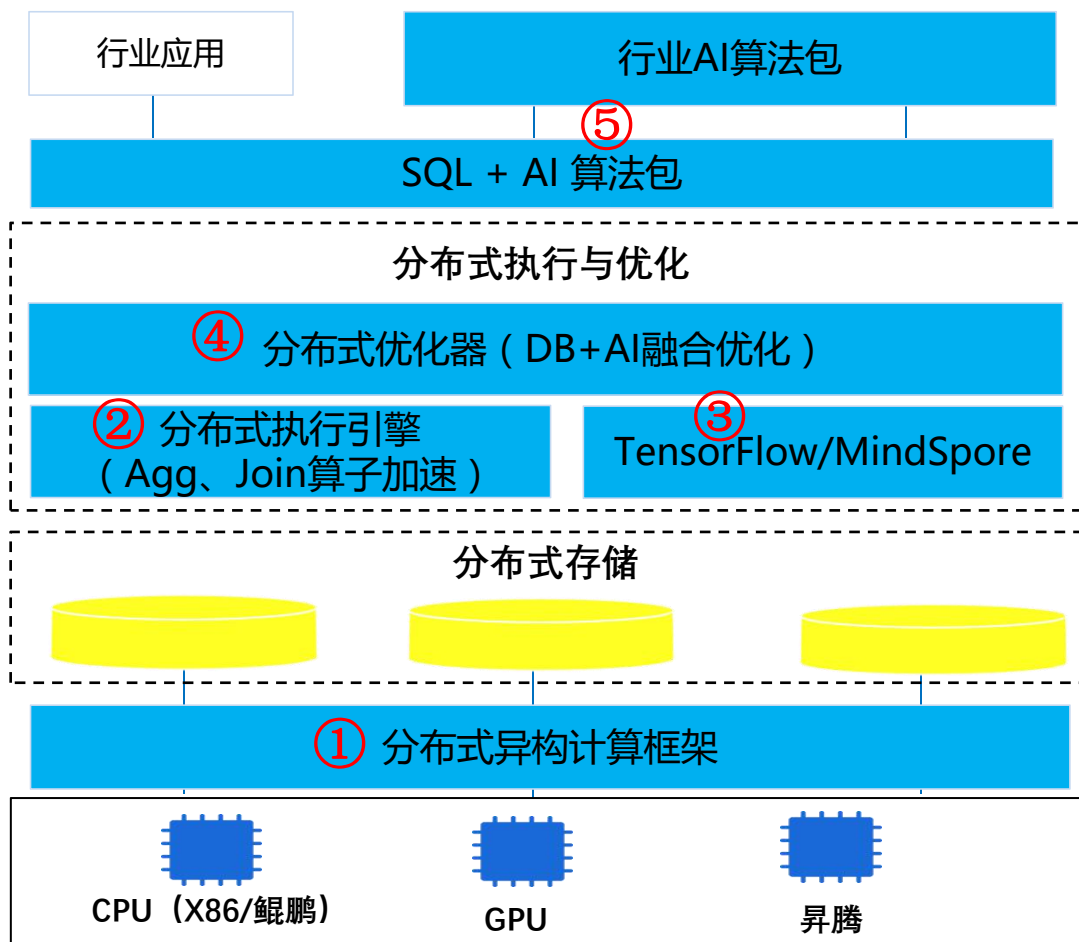 行业应用
行业AI算法包
⑤
SQL + AI 算法包
分布式执行与优化
④ 分布式优化器（DB+AI融合优化）
② 分布式执行引擎
（Agg、Join算子加速）
③
TensorFlow/MindSpore
分布式存储
① 分布式异构计算框架
CPU（X86/鲲鹏）
GPU
昇腾